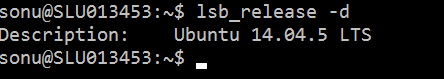 sonu@SLU013453:~$ lsb_release -d
Description:    Ubuntu 14.04.5 LTS
sonu@SLU013453:~$